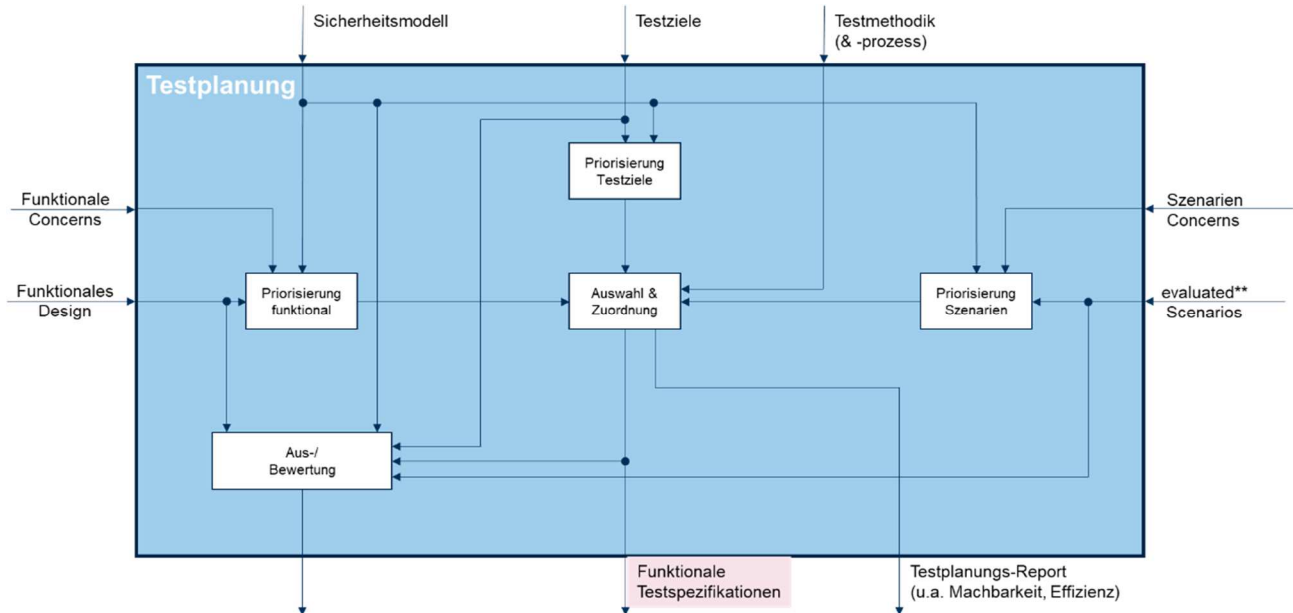 Sicherheitsmodell
Testziele
Testmethodik
(& -prozess)
Testplanung
Priorisierung
Testziele
Funktionale
Concerns
Szenarien
Concerns
Funktionales
Design
Priorisierung
funktional
Auswahl &
Zuordnung
Priorisierung
Szenarien
evaluated**
Scenarios
Aus-/
Bewertung
Funktionale
Testspezifikationen
Testplanungs-Report
(u.a. Machbarkeit, Effizienz)